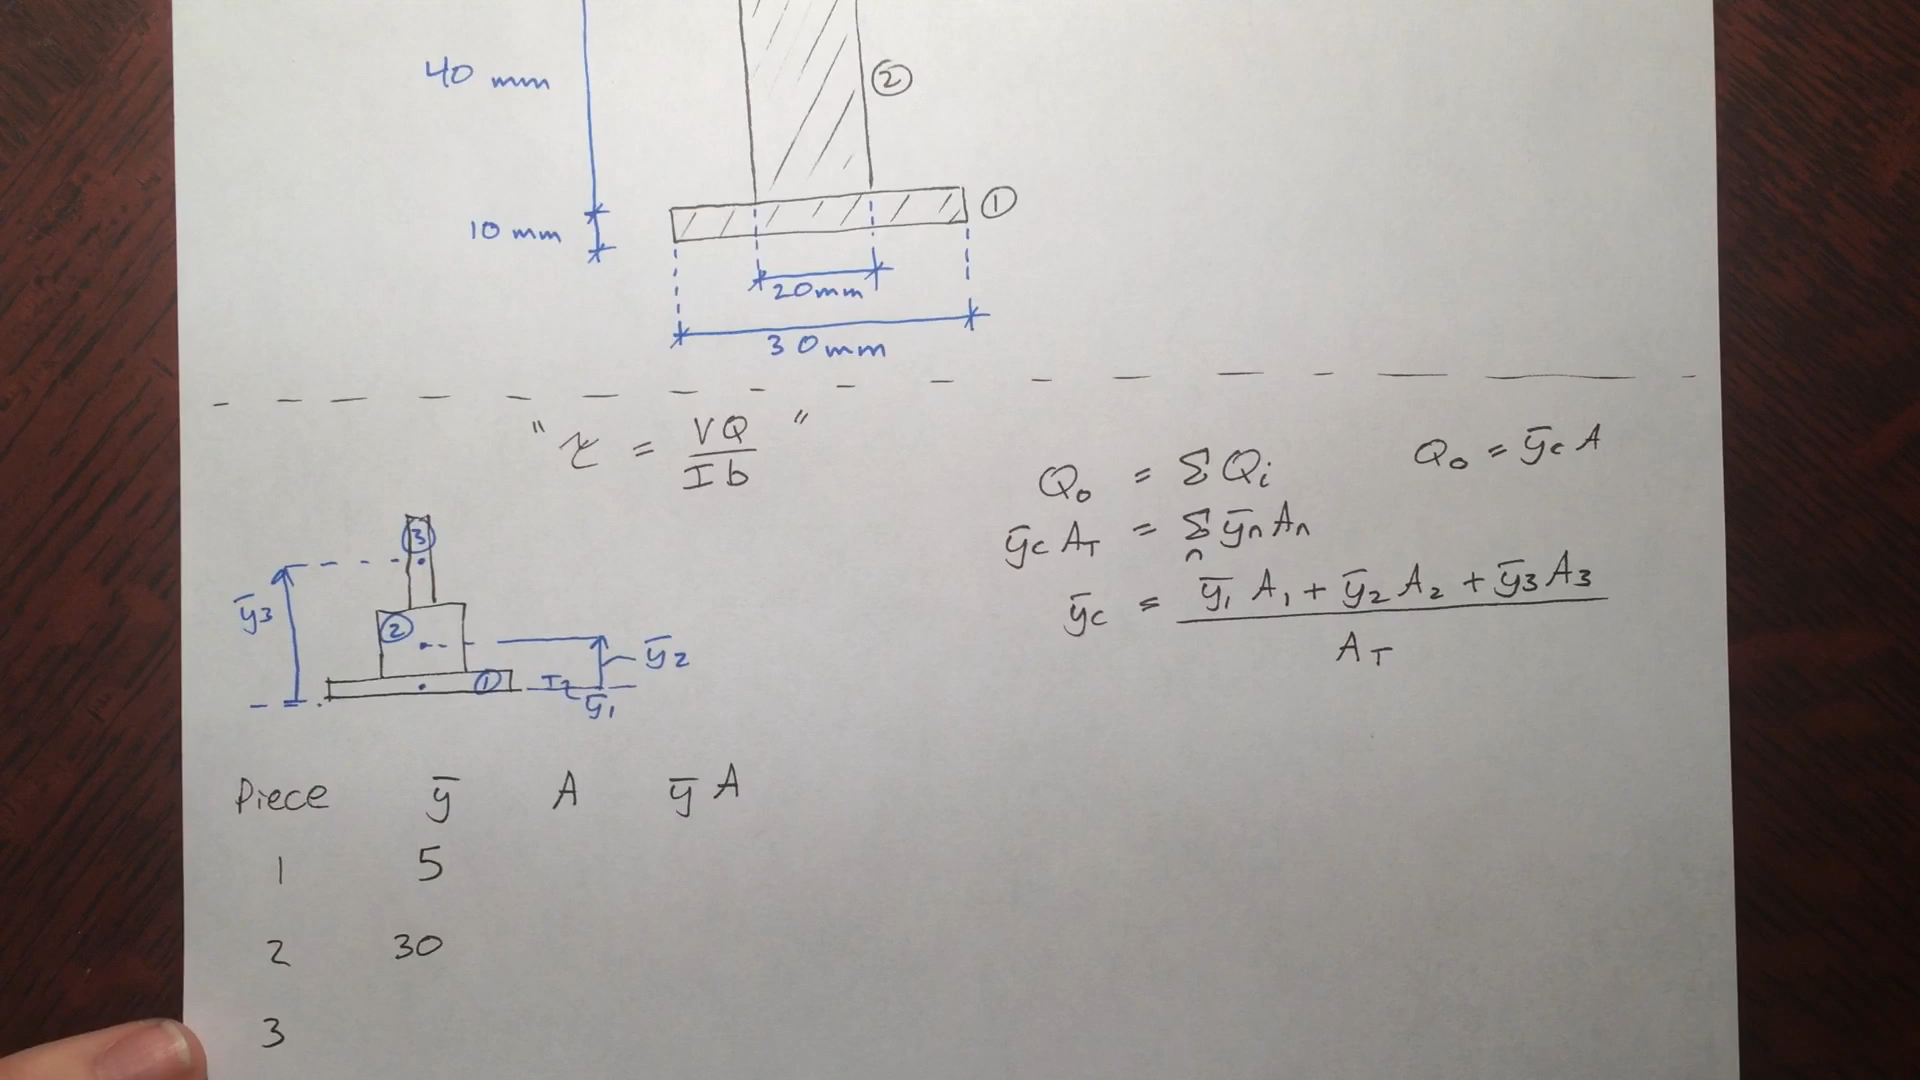 40 mm
②
①
10 mm
20mm
30mm
" τ = VQ / Ib "
Q₀ = ΣQi
Q₀ = ȳc A
ȳc A_T = Σ ȳn An
n
ȳc = ȳ₁ A₁ + ȳ₂ A₂ + ȳ3 A3 / A_T
③
ȳ3
②
ȳ2
①
ȳ₁
Piece ȳ A ȳ A
1 5
2 30
3